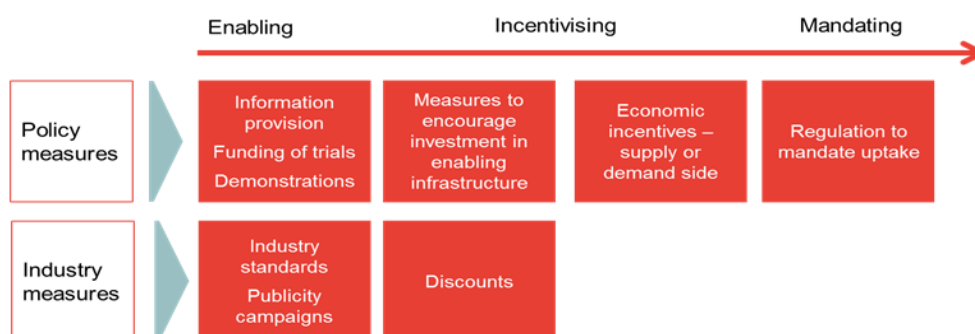 Enabling
Incentivising
Mandating
Policy
measures
Information
provision
Funding of trials
Demonstrations
Measures to
encourage
investment in
enabling
infrastructure
Economic
incentives –
supply or
demand side
Regulation to
mandate uptake
Industry
measures
Industry
standards
Publicity
campaigns
Discounts